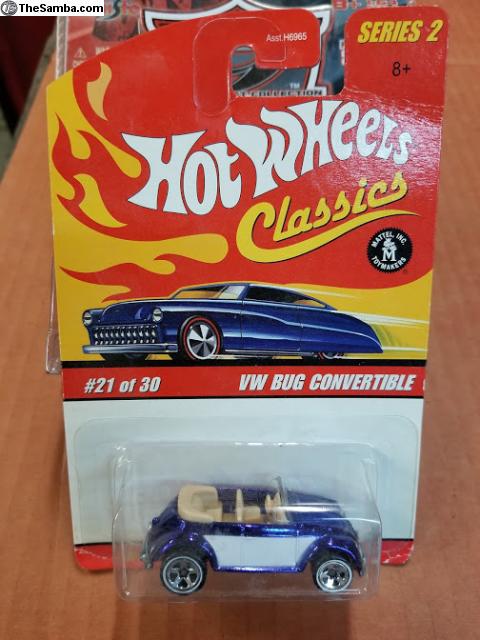 TheSamba.com
Asst.H6965
SERIES 2
8+
COLLECTION
HOT WHEELS
Classics
MATTEL, INC.
M
TOYMAKERS
#21 of 30
VW BUG CONVERTIBLE